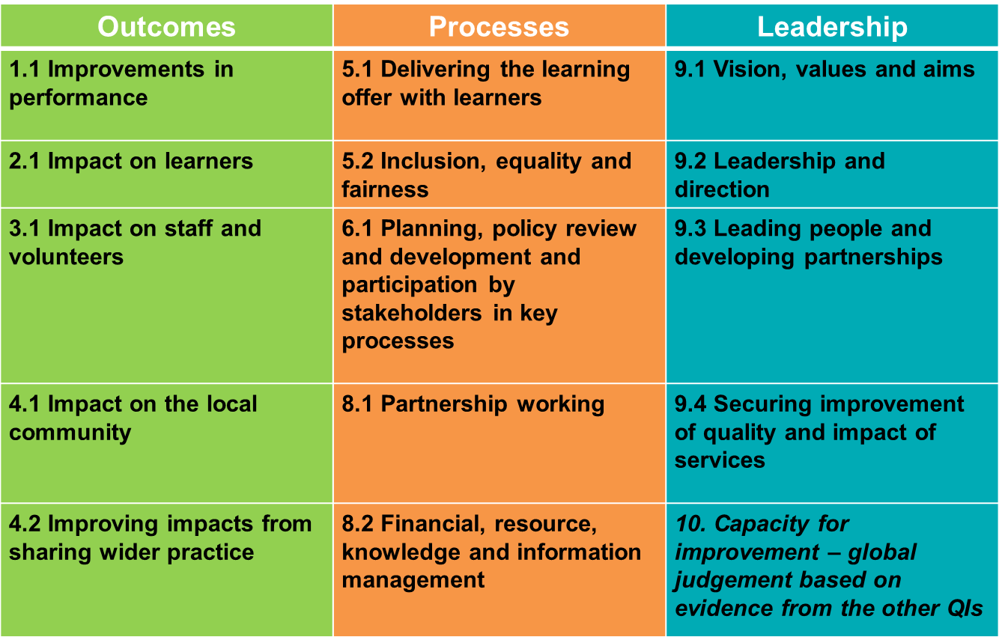 Outcomes
Processes
Leadership
1.1 Improvements in
performance
5.1 Delivering the learning
offer with learners
9.1 Vision, values and aims
2.1 Impact on learners
5.2 Inclusion, equality and
fairness
9.2 Leadership and
direction
3.1 Impact on staff and
volunteers
6.1 Planning, policy review
and development and
participation by
stakeholders in key
processes
9.3 Leading people and
developing partnerships
4.1 Impact on the local
community
8.1 Partnership working
9.4 Securing improvement
of quality and impact of
services
4.2 Improving impacts from
sharing wider practice
8.2 Financial, resource,
knowledge and information
management
10. Capacity for
improvement – global
judgement based on
evidence from the other QIs